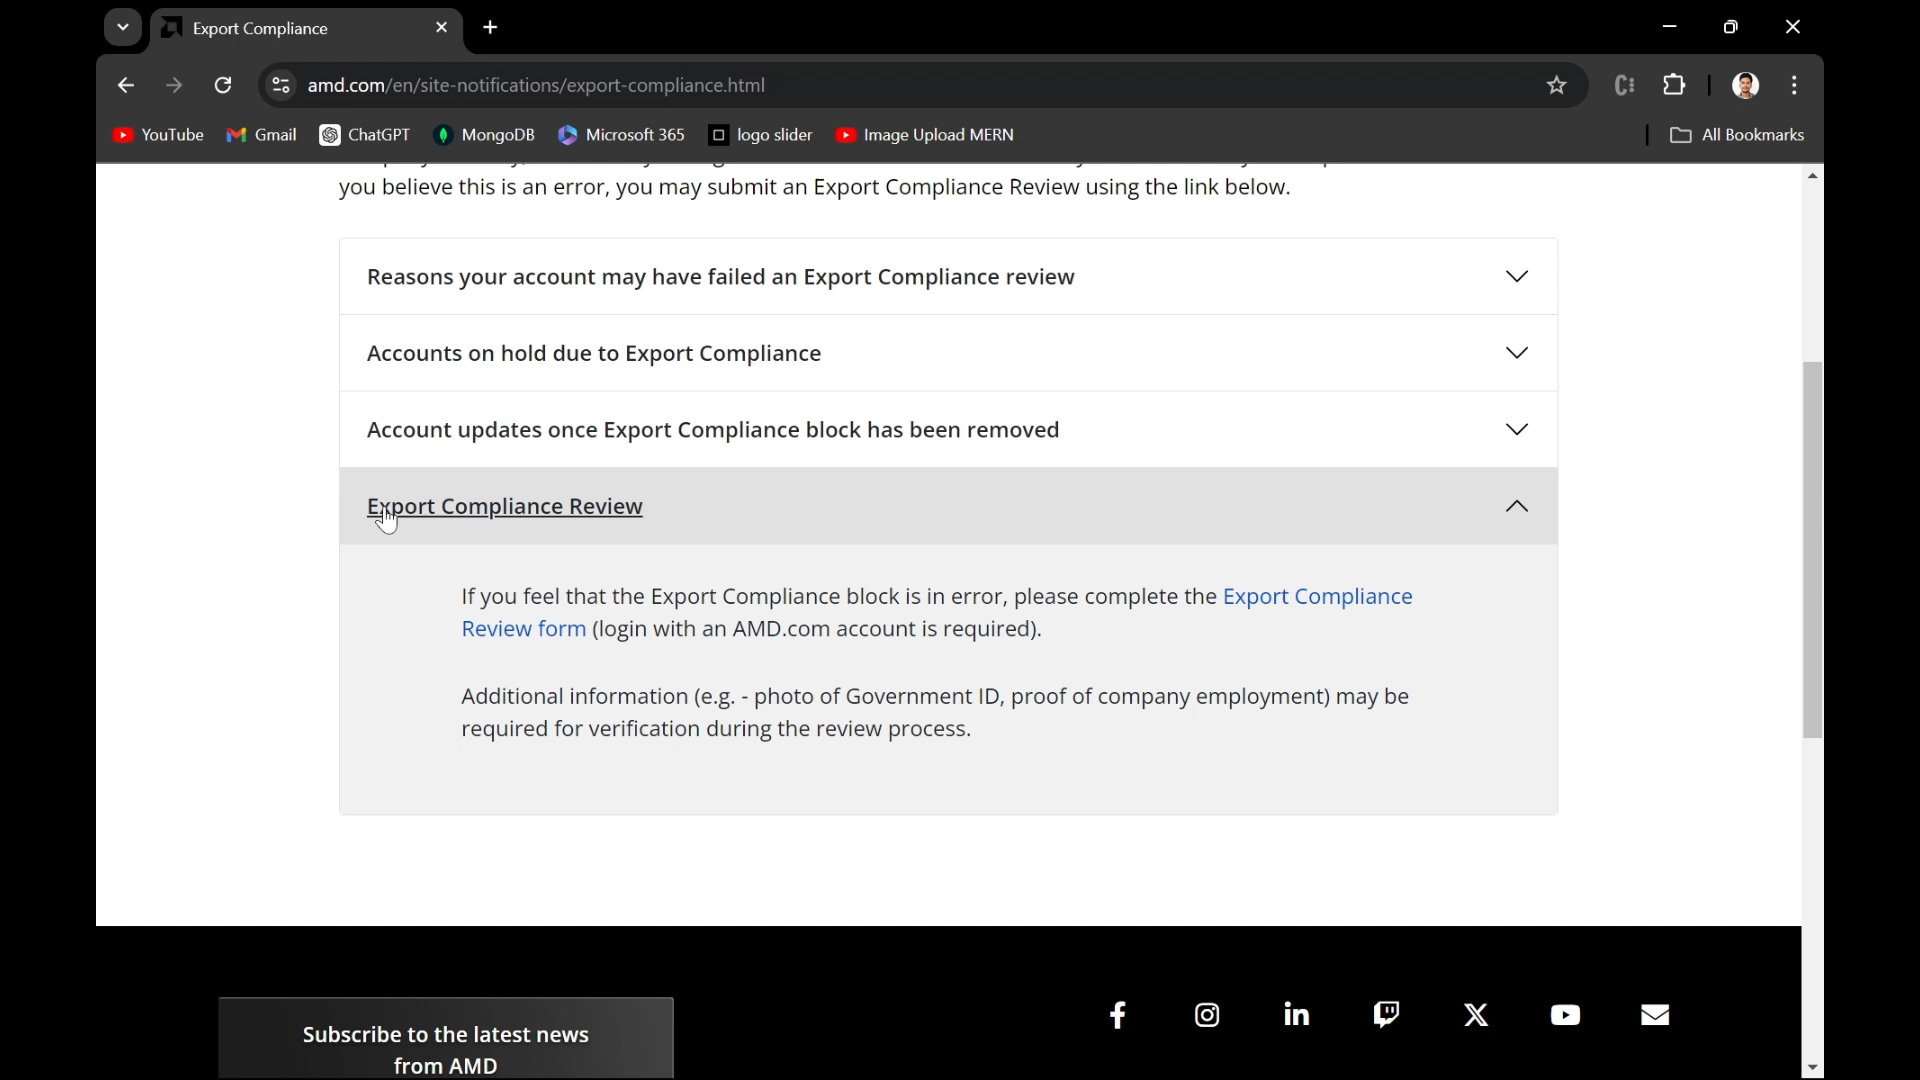 Export Compliance
amd.com/en/site-notifications/export-compliance.html
YouTube
Gmail
ChatGPT
MongoDB
Microsoft 365
logo slider
Image Upload MERN
All Bookmarks
you believe this is an error, you may submit an Export Compliance Review using the link below.
Reasons your account may have failed an Export Compliance review
Accounts on hold due to Export Compliance
Account updates once Export Compliance block has been removed
Export Compliance Review
If you feel that the Export Compliance block is in error, please complete the Export Compliance
Review form (login with an AMD.com account is required).
Additional information (e.g. - photo of Government ID, proof of company employment) may be
required for verification during the review process.
Subscribe to the latest news
from AMD